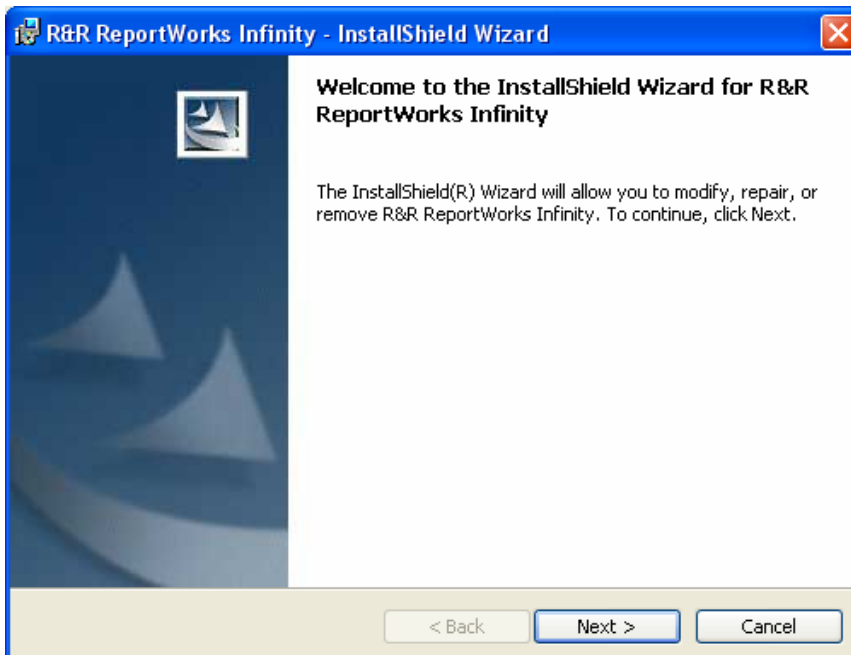 R&R ReportWorks Infinity - InstallShield Wizard
Welcome to the InstallShield Wizard for R&R
ReportWorks Infinity
The InstallShield(R) Wizard will allow you to modify, repair, or
remove R&R ReportWorks Infinity. To continue, click Next.
< Back
Next >
Cancel